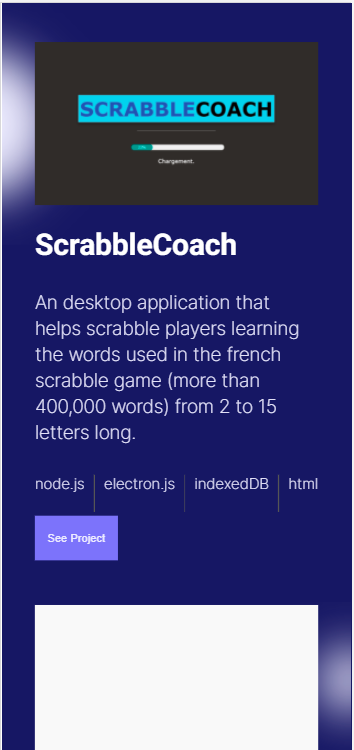 SCRABBLECOACH
Chargement.
ScrabbleCoach
An desktop application that
helps scrabble players learning
the words used in the french
scrabble game (more than
400,000 words) from 2 to 15
letters long.
node.js electron.js indexedDB html
See Project